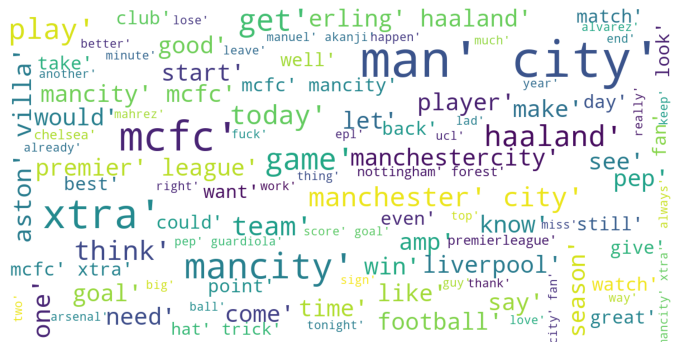 play'
club'
lose'
get'
erling' haaland'
match'
alvarez'
look'
better'
manuel' akanji
happen'
end'
minute'
leave'
much'
good'
well'
man' city'
take'
another'
start'
mcfc' mancity'
year'
mancity' mcfc'
player'
make'
day'
really'
keep'
aston' villa'
would'
mahrez'
today'
let'
chelsea'
mcfc'
fuck'
epl'
back'
ucl'
lad'
haaland'
fan'
already'
game'
manchestercity'
see'
premier' league'
thing'
nottingham' forest'
pep'
best'
right'
work'
want'
manchester' city'
always'
xtra'
could'
team'
even'
top'
know'
miss'
still'
think'
pep' guardiola'
score' goal'
amp'
premierleague'
give'
mcfc' xtra'
mancity'
win'
liverpool'
season'
mancity' xtra'
two'
one'
goal'
big'
point'
sign'
like'
guy'
thank'
city' fan'
watch'
way'
arsenal'
need'
ball'
come'
time'
say'
hat' trick'
tonight'
football'
love'
great'